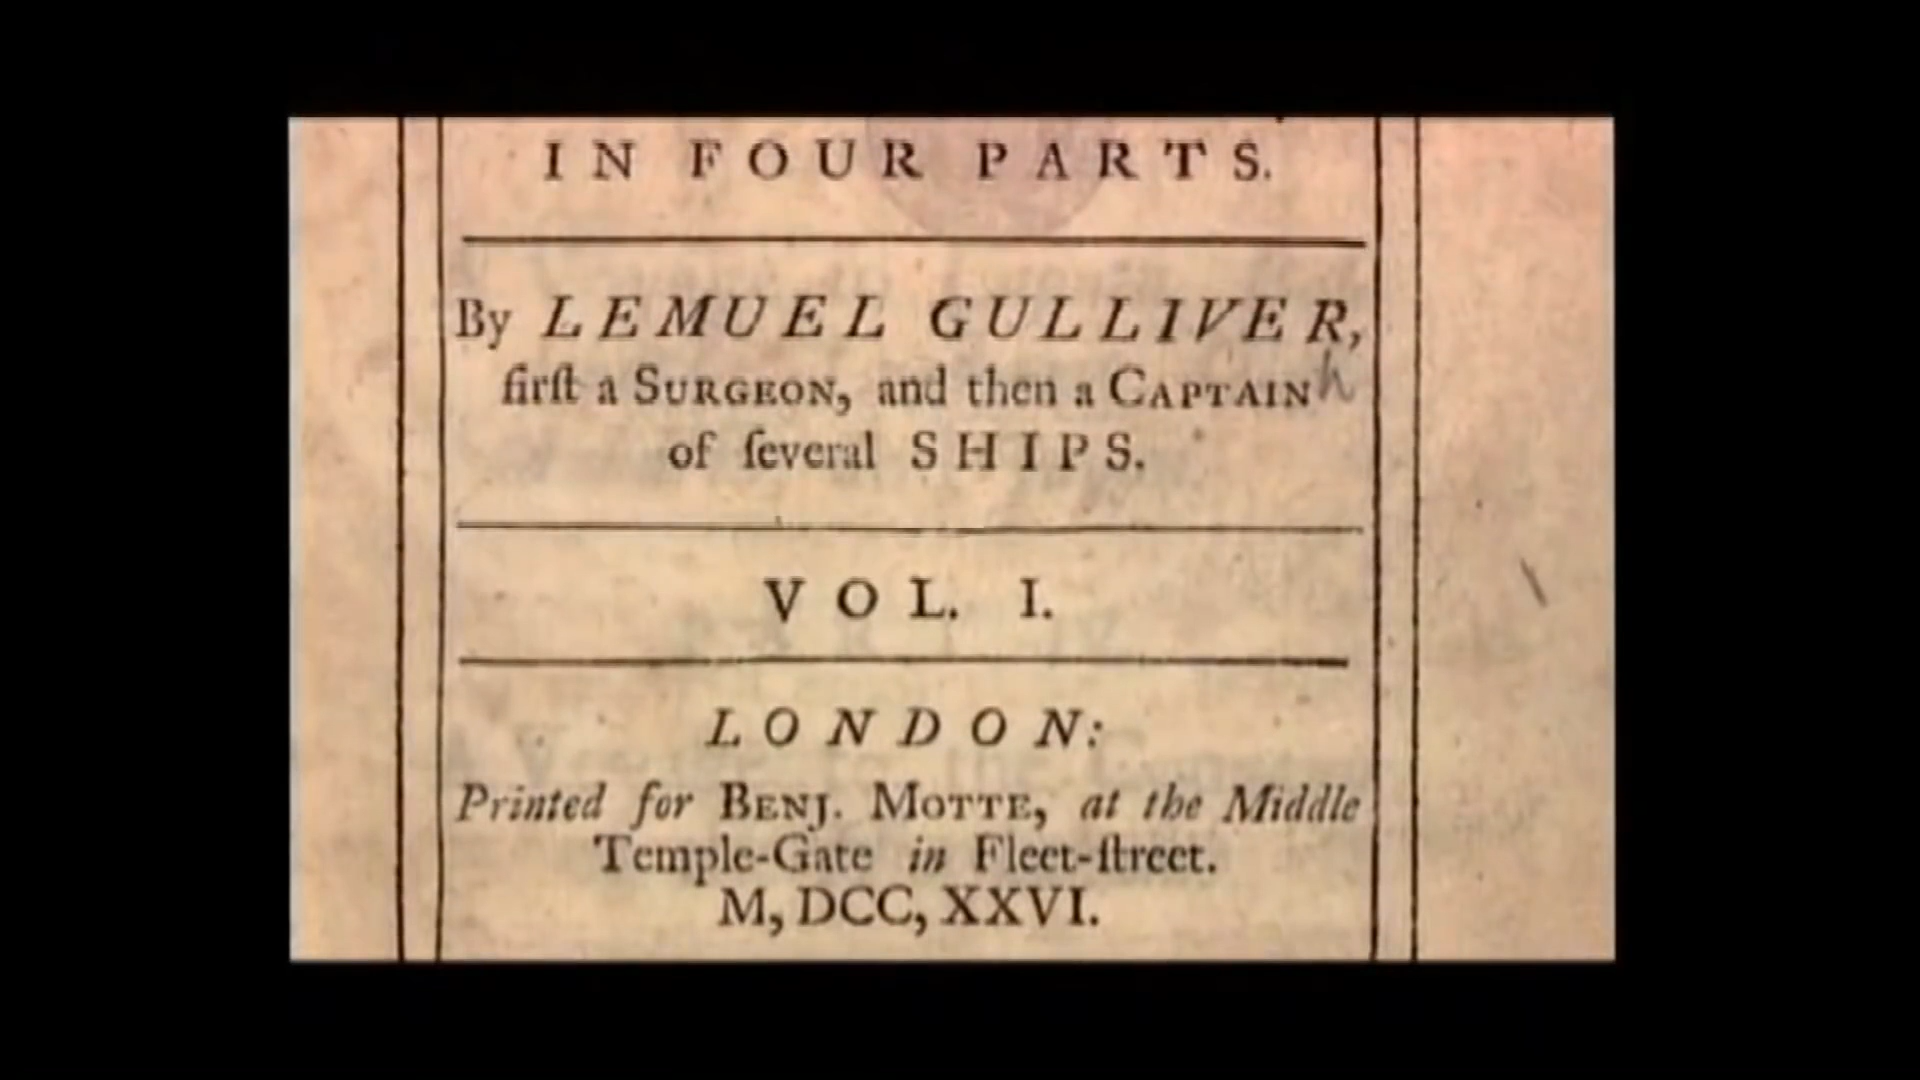 IN FOUR PARTS.
By LEMUEL GULLIVER,
firſt a SURGEON, and then a CAPTAIN
of ſeveral SHIPS.
VOL. I.
LONDON:
Printed for BENJ. MOTTE, at the Middle
Temple-Gate in Fleet-ſtreet.
M, DCC, XXVI.